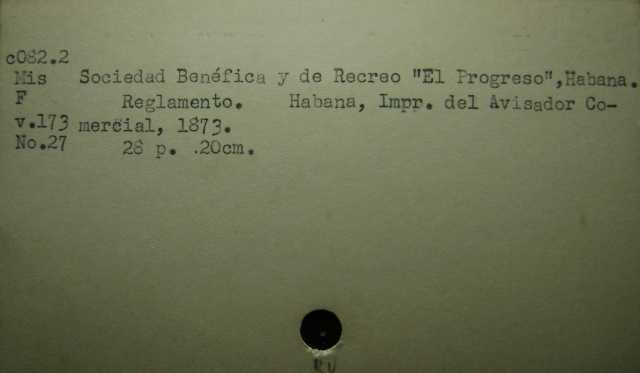 c082.2
Mis Sociedad Benéfica y de Recreo "El Progreso",Habana.
F Reglamento. Habana, Impr. del Avisador Co-
v.173 mercial, 1873.
No.27 28 p. .20cm.